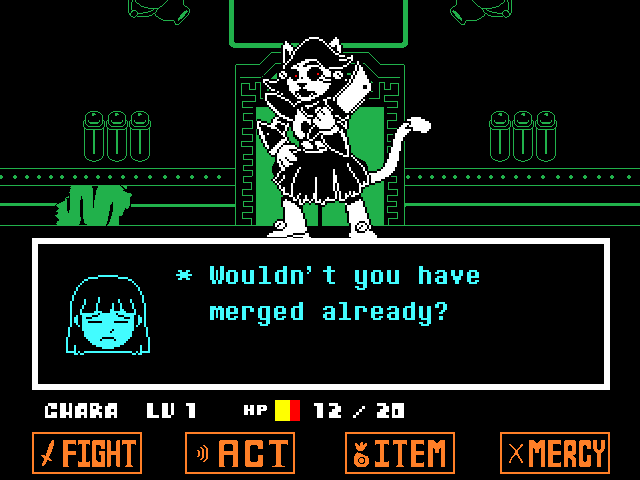 * Wouldn't you have
merged already?
CHARA LV 1 HP 12 / 20
FIGHT ACT ITEM MERCY